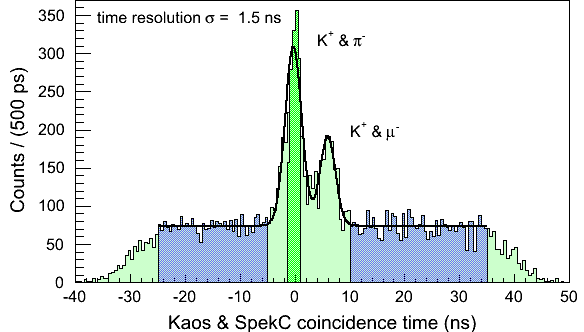 time resolution σ = 1.5 ns
K⁺ & π⁻
K⁺ & μ⁻
Counts / (500 ps)
350
300
250
200
150
100
50
0
-40 -30 -20 -10 0 10 20 30 40 50
Kaos & SpekC coincidence time (ns)